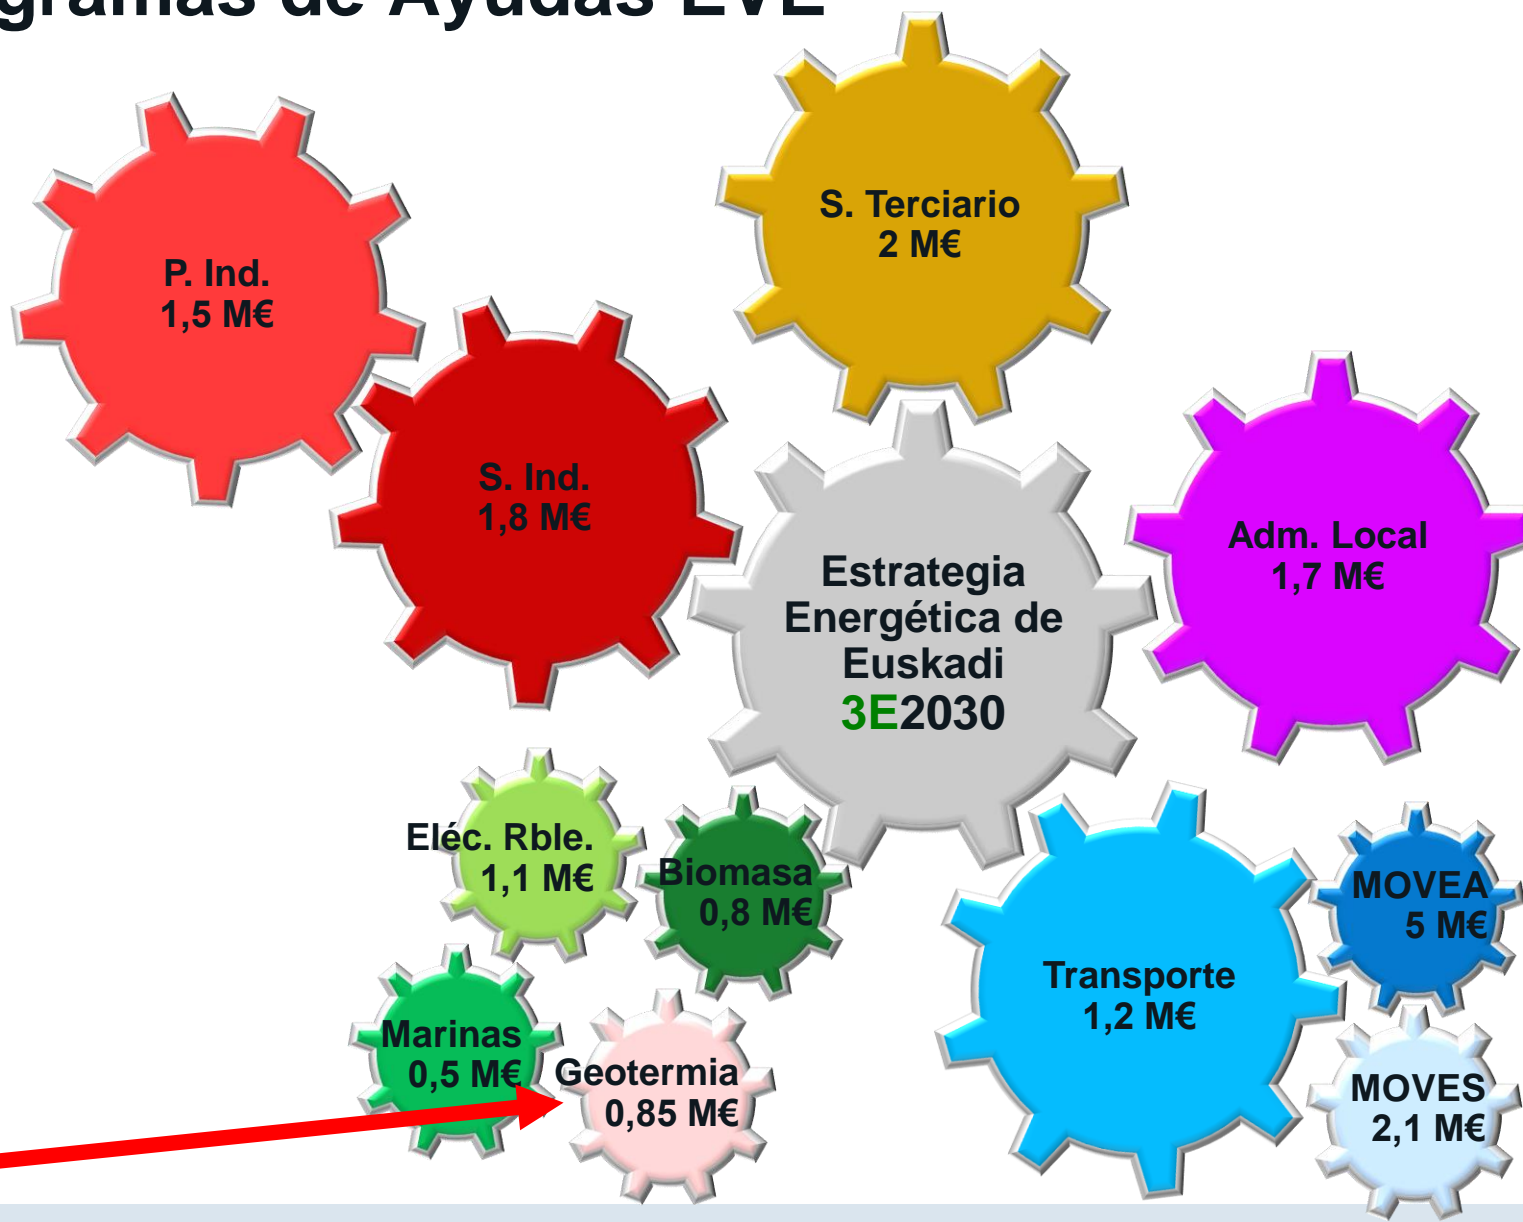 gramas de Ayudas EVE
S. Terciario
2 M€
P. Ind.
1,5 M€
S. Ind.
1,8 M€
Adm. Local
1,7 M€
Estrategia
Energética de
Euskadi
3E2030
Eléc. Rble.
1,1 M€
Biomasa
0,8 M€
MOVEA
5 M€
Transporte
1,2 M€
Marinas
0,5 M€
Geotermia
0,85 M€
MOVES
2,1 M€